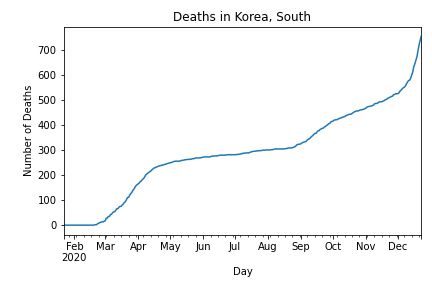 Deaths in Korea, South
Number of Deaths
700
600
500
400
300
200
100
0
Feb Mar Apr May Jun Jul Aug Sep Oct Nov Dec
2020
Day